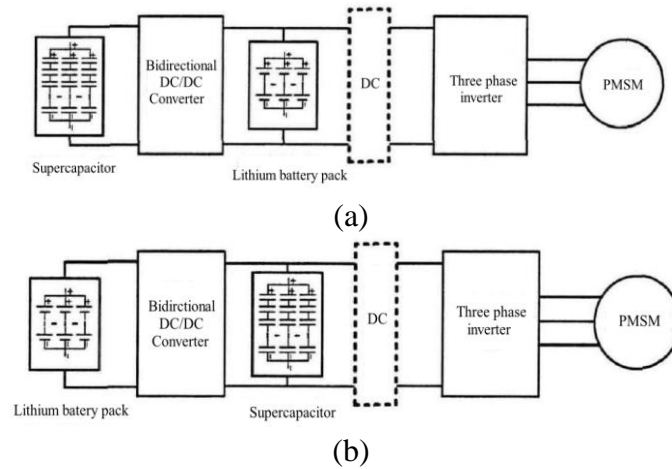 Supercapacitor
Bidirectional
DC/DC
Converter
Lithium battery pack
DC
Three phase
inverter
PMSM
(a)
Lithium batery pack
Bidirctional
DC/DC
Converter
Supercapacitor
DC
Three phase
inverter
PMSM
(b)